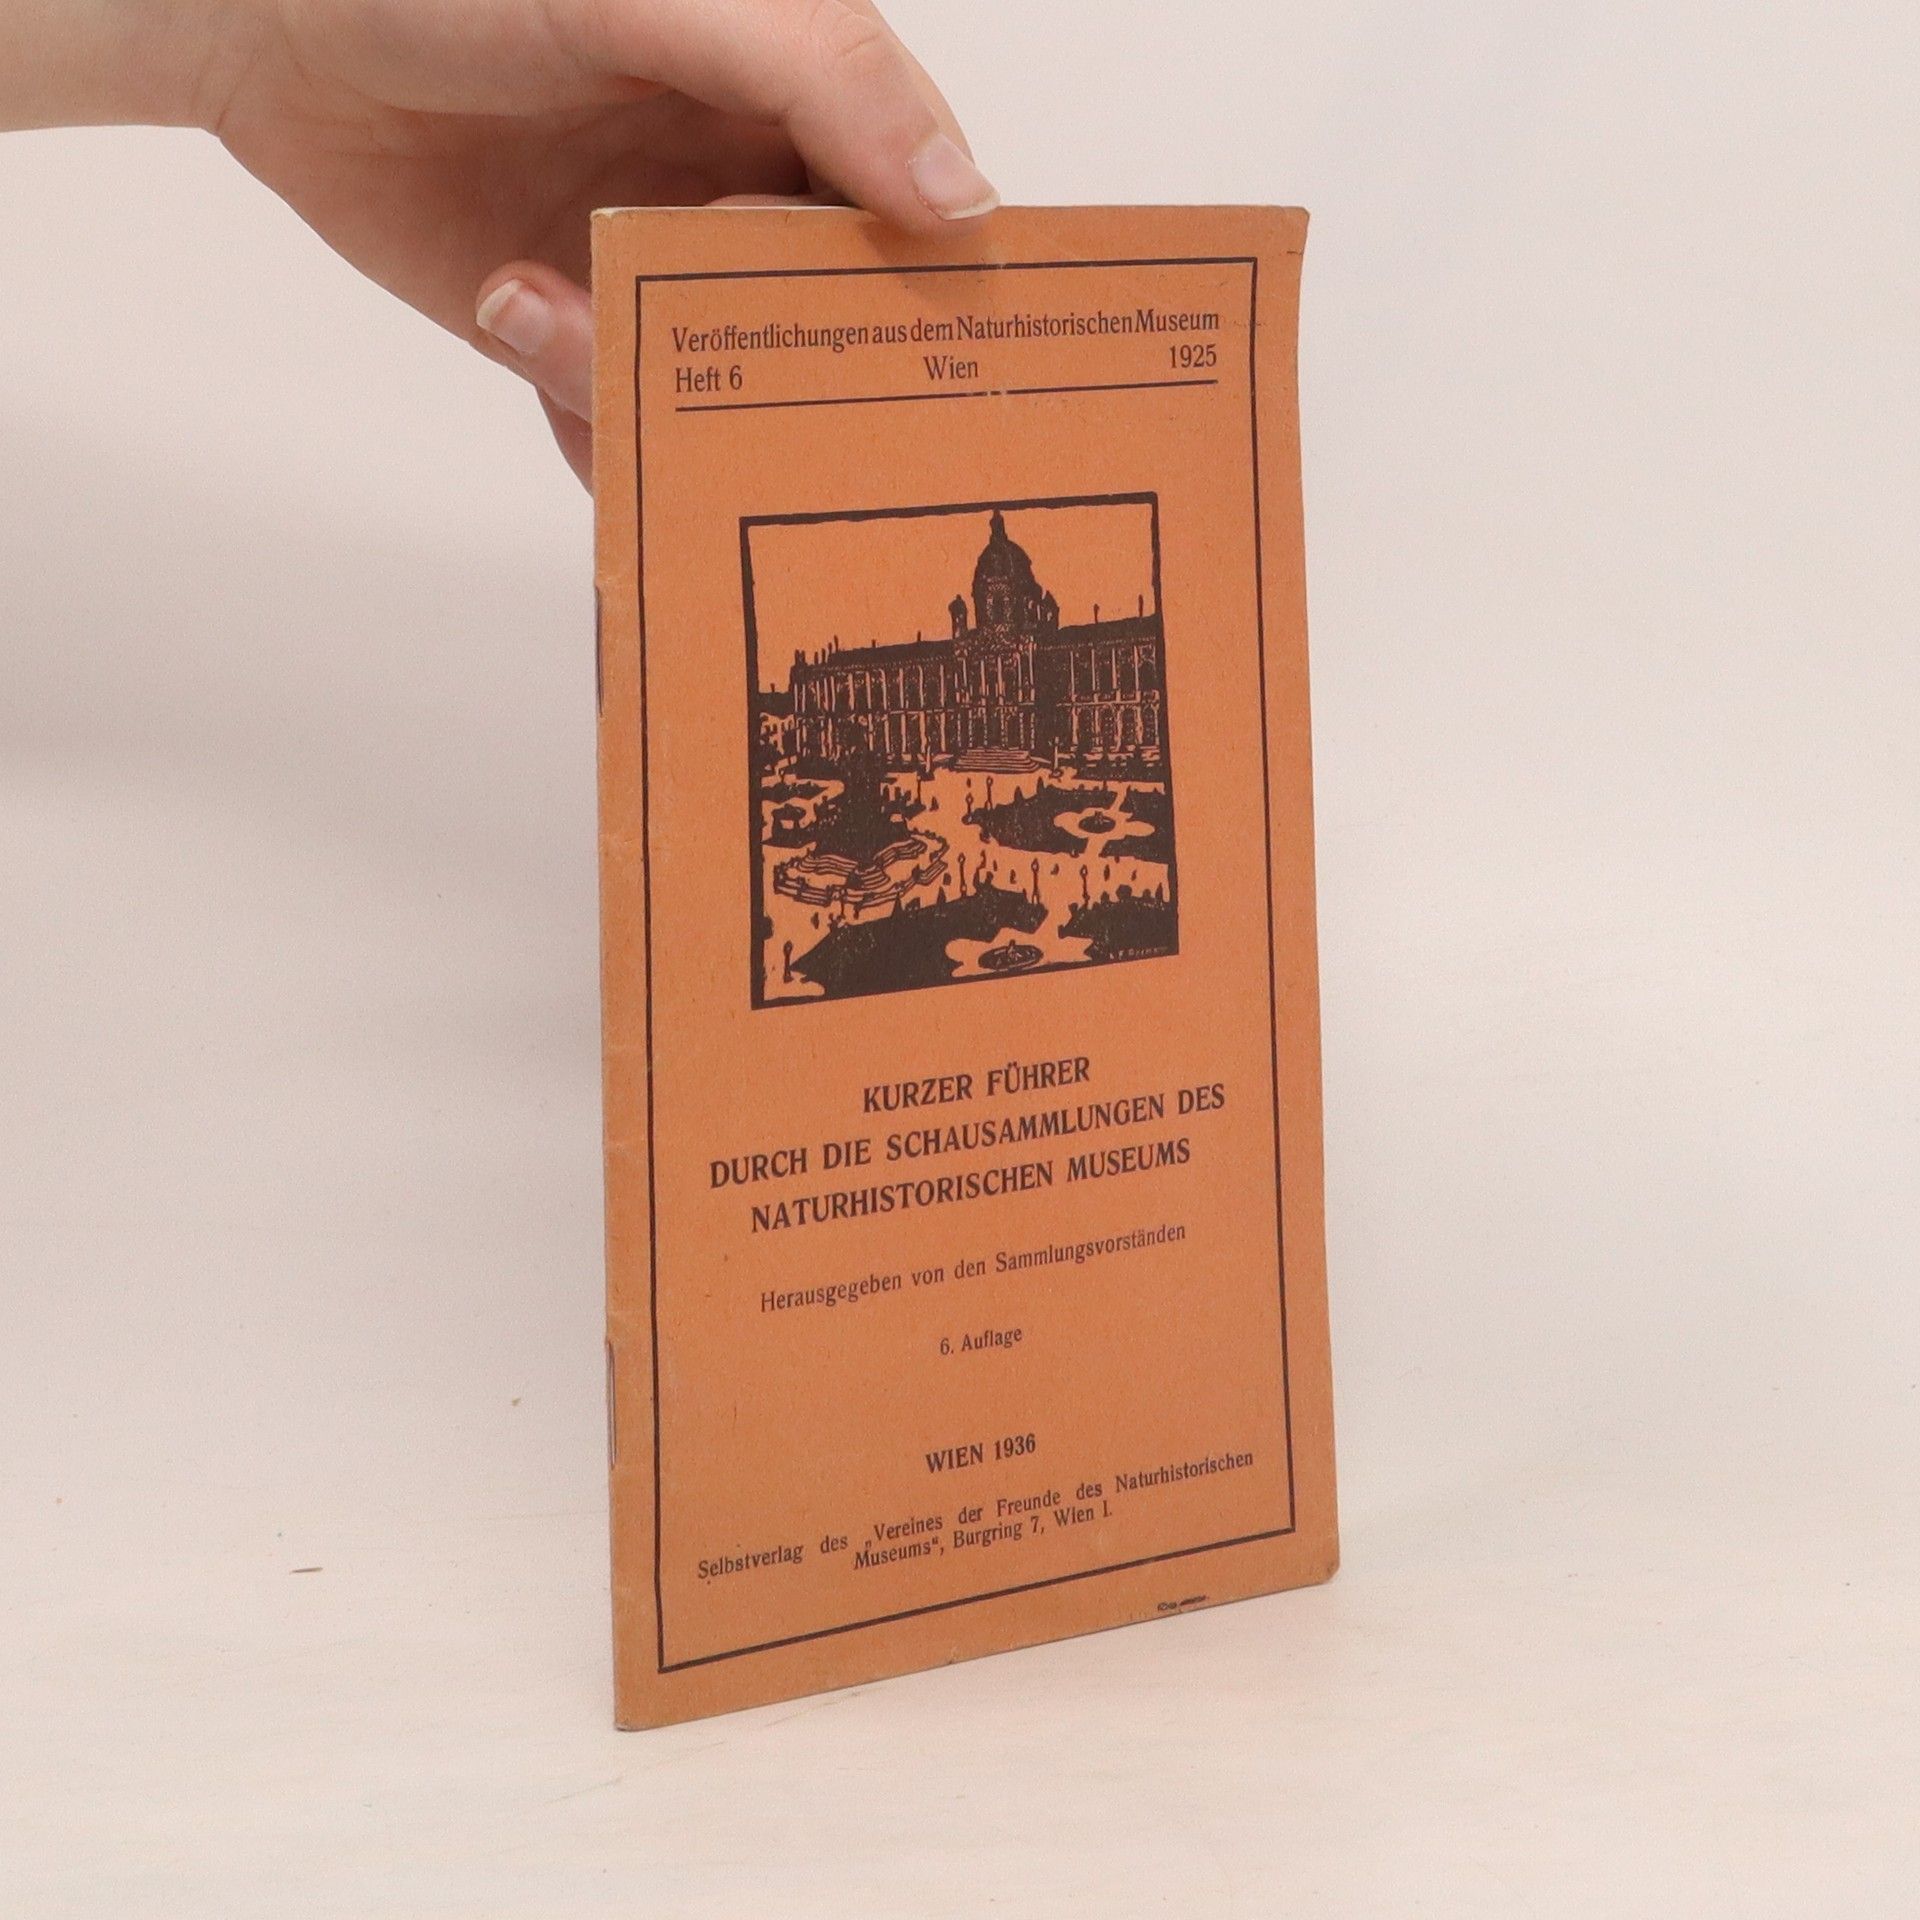 Veröffentlichungen aus dem Naturhistorischen Museum
Heft 6 Wien 1925
KURZER FÜHRER
DURCH DIE SCHAUSAMMLUNGEN DES
NATURHISTORISCHEN MUSEUMS
Herausgegeben von den Sammlungsvorständen
6. Auflage
WIEN 1936
Selbstverlag des „Vereines der Freunde des Naturhistorischen
Museums“, Burgring 7, Wien I.